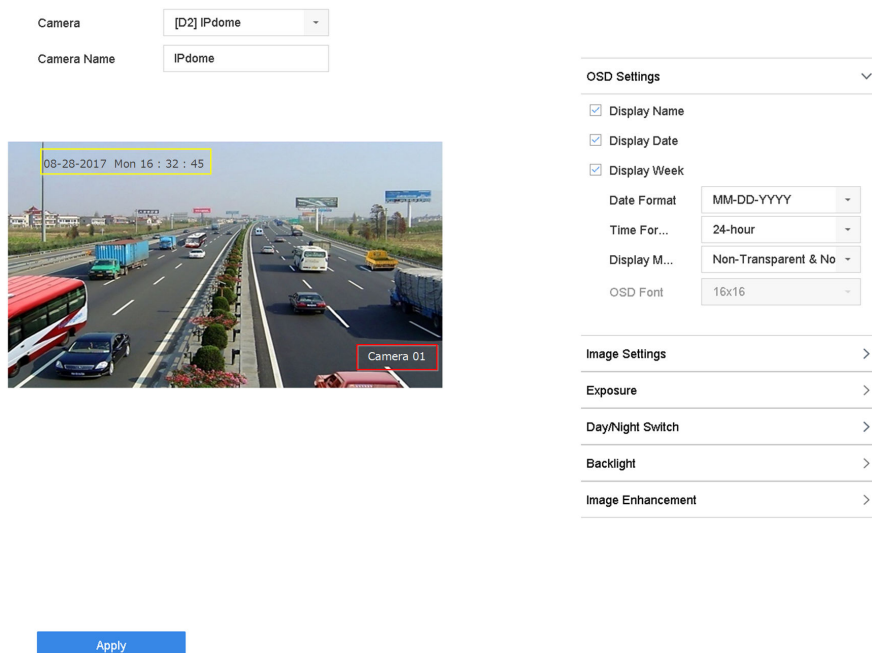 Camera
[D2] IPdome
Camera Name
IPdome
08-28-2017 Mon 16 : 32 : 45
Camera 01
OSD Settings
Display Name
Display Date
Display Week
Date Format
MM-DD-YYYY
Time For...
24-hour
Display M...
Non-Transparent & No
OSD Font
16x16
Image Settings
Exposure
Day/Night Switch
Backlight
Image Enhancement
Apply